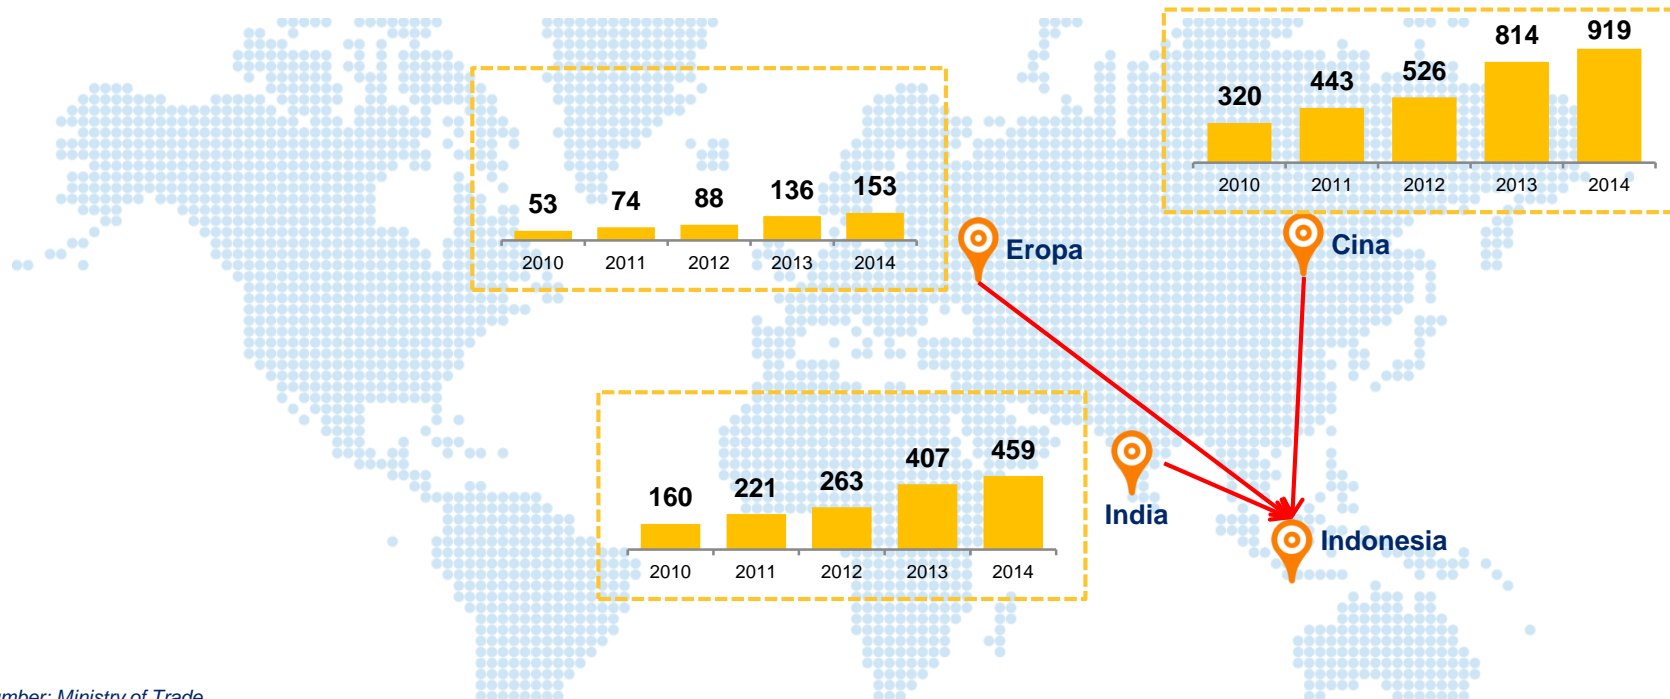 320 443 526 814 919
2010 2011 2012 2013 2014
Cina
53 74 88 136 153
2010 2011 2012 2013 2014
Eropa
160 221 263 407 459
2010 2011 2012 2013 2014
India
Indonesia
umber: Ministry of Trade